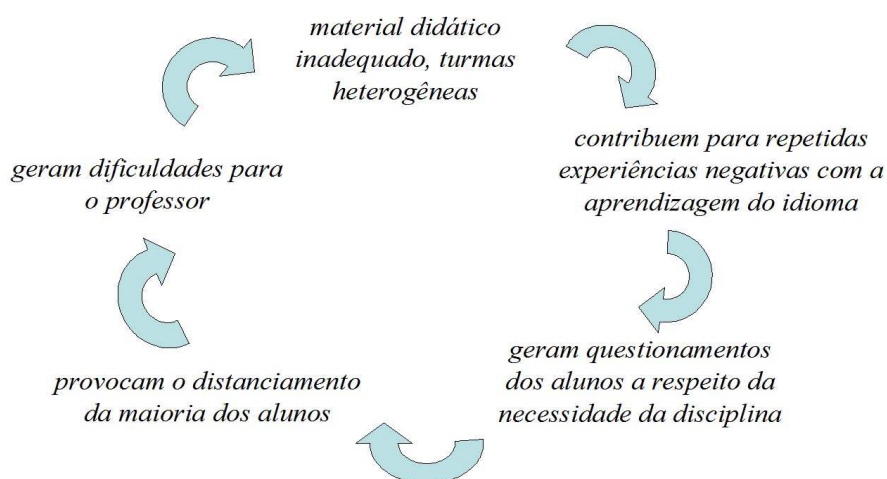 material didático
inadequado, turmas
heterogêneas
contribuem para repetidas
experiências negativas com a
aprendizagem do idioma
geram questionamentos
dos alunos a respeito da
necessidade da disciplina
provocam o distanciamento
da maioria dos alunos
geram dificuldades para
o professor